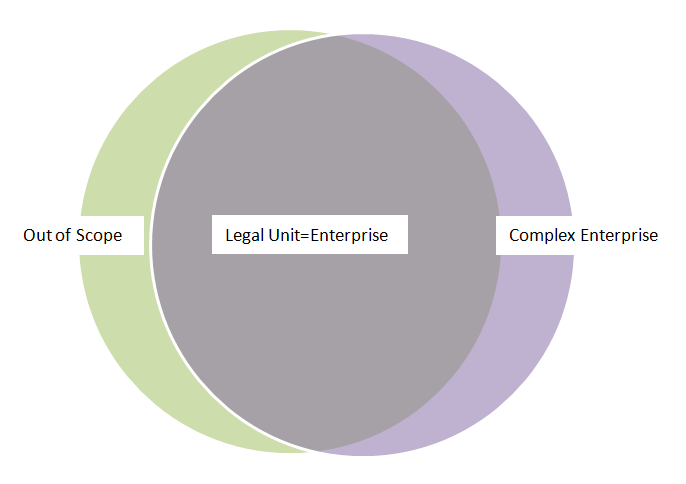 Out of Scope
Legal Unit=Enterprise
Complex Enterprise